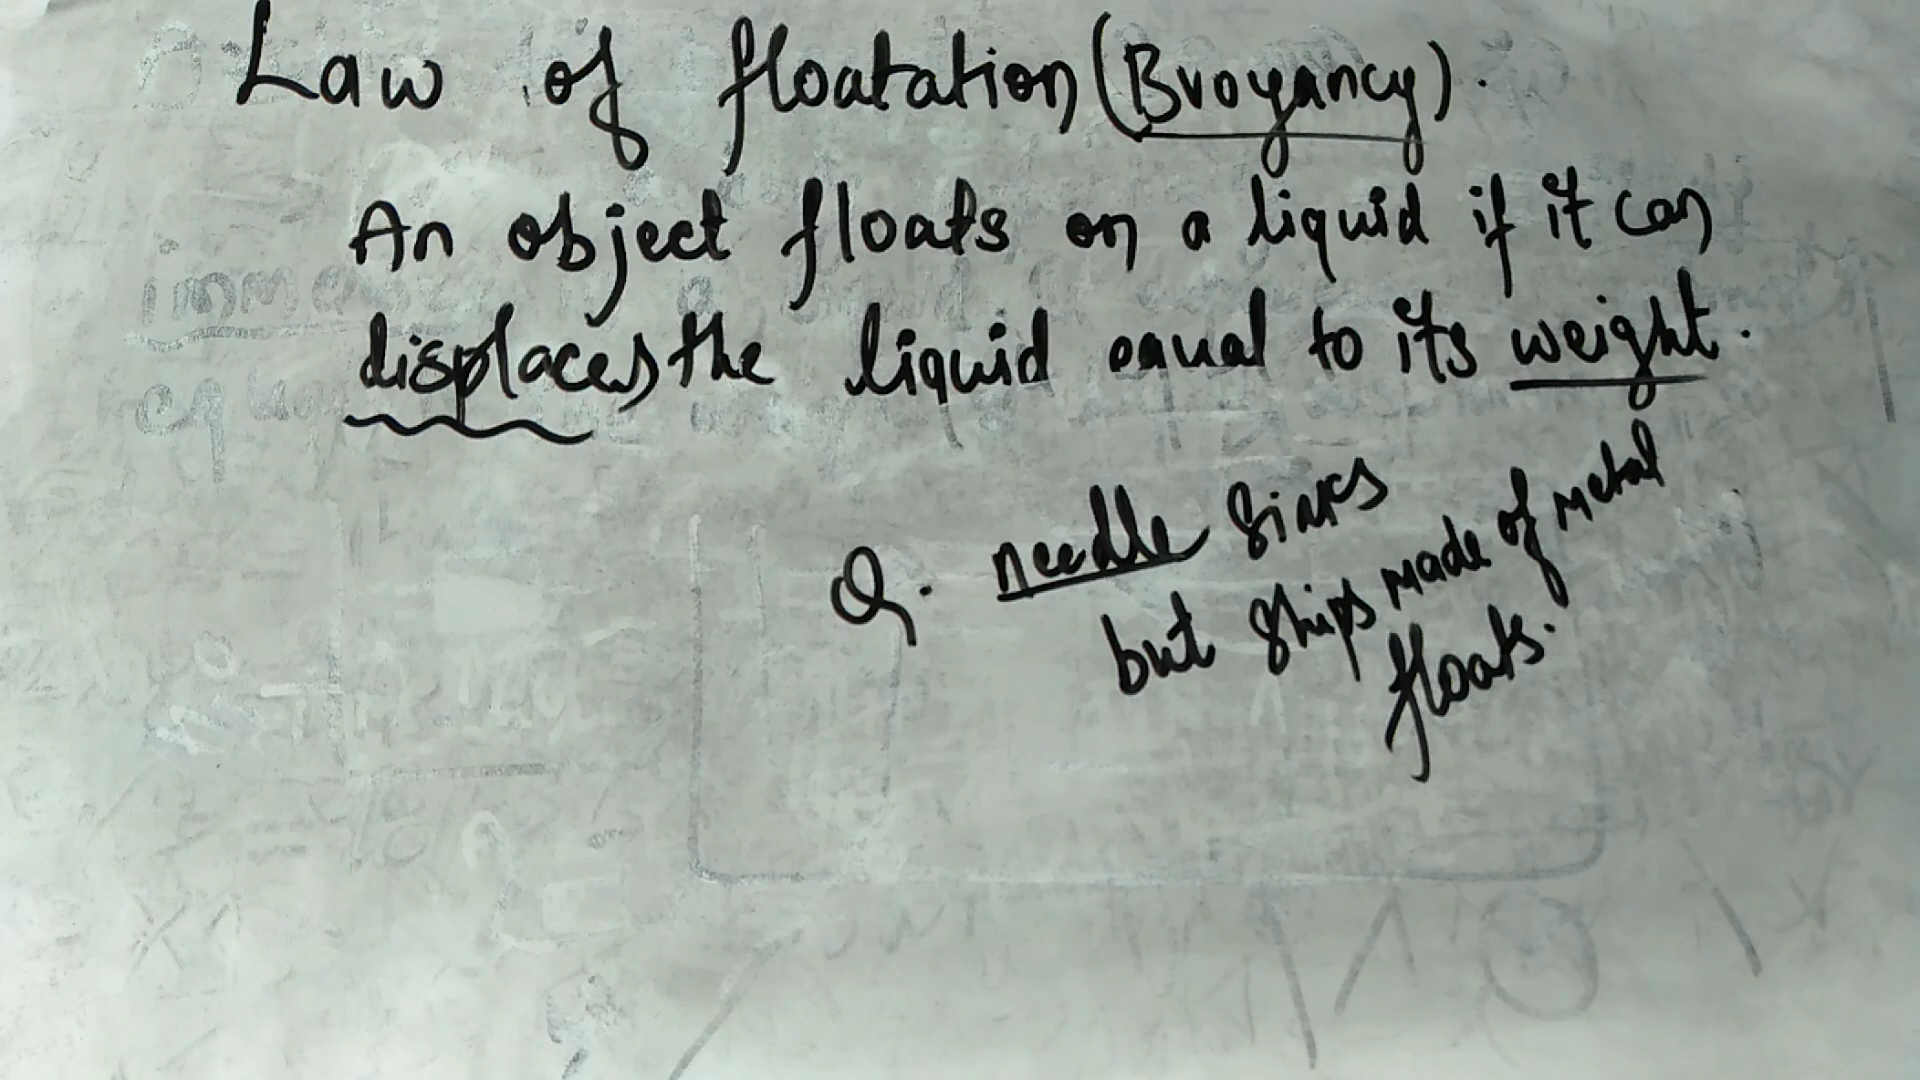 Law of floatation (Buoyancy).
An object floats on a liquid if it can
displaces the liquid equal to its weight.
Q. needle sinks
but ships made of metal
floats.